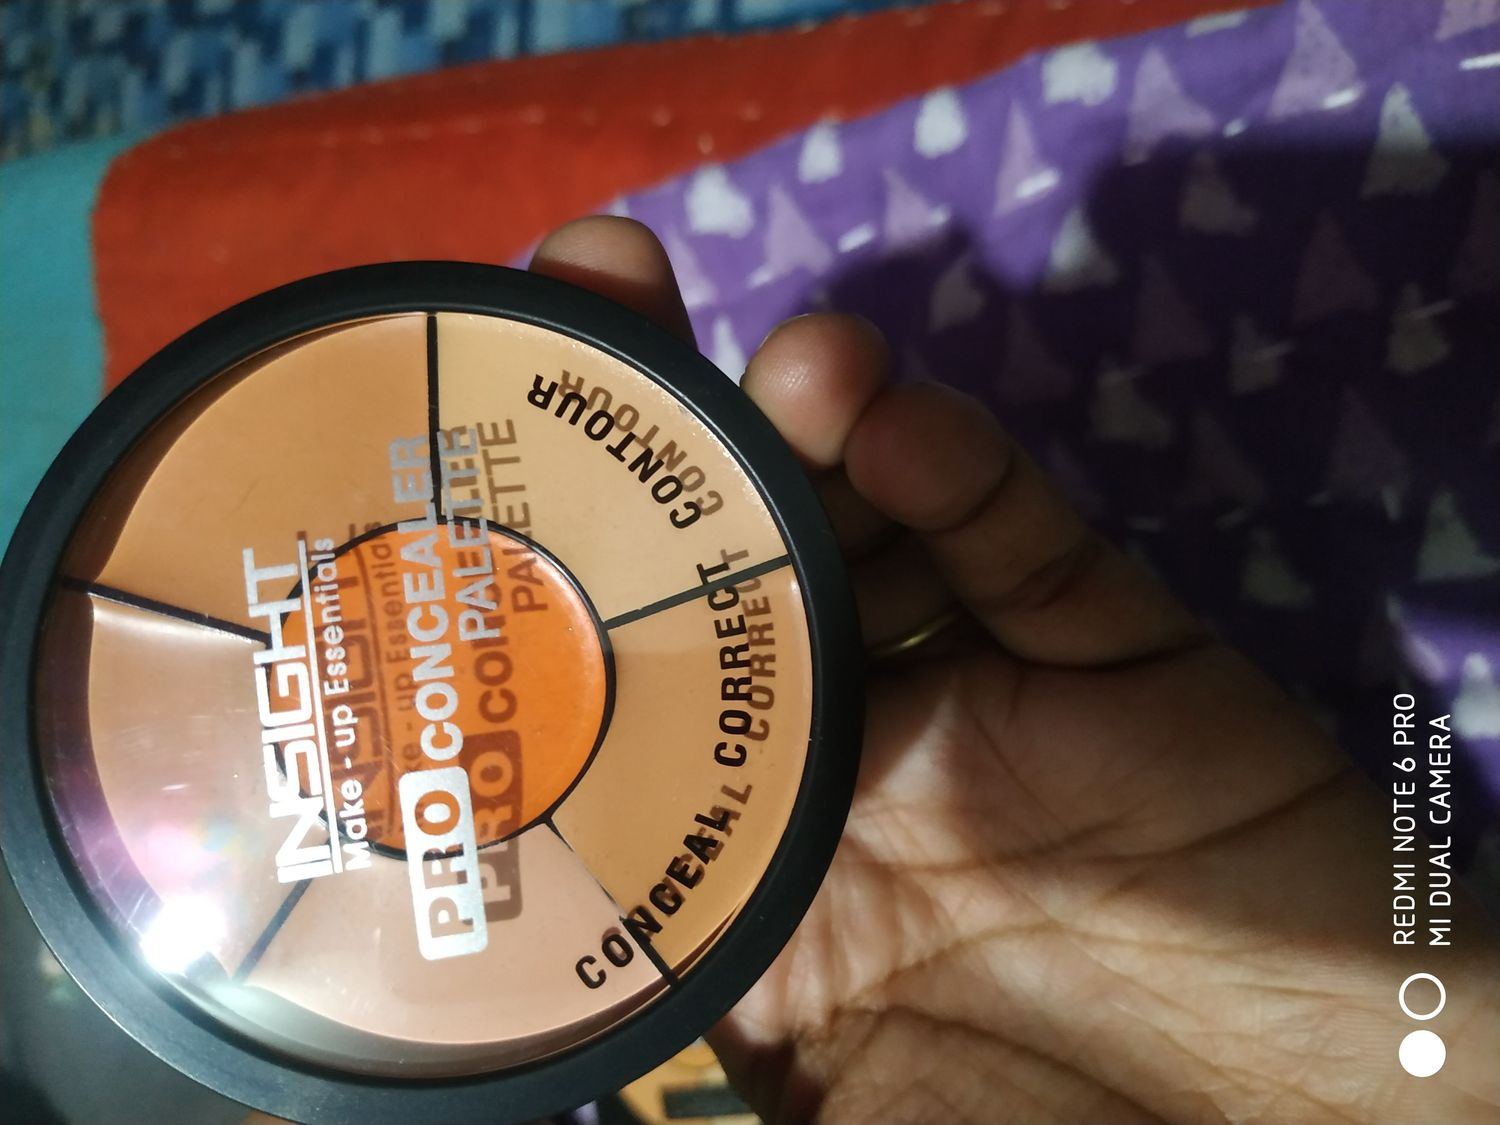 INSIGHT
Make-up Essentials
PRO CONCEALER
PALETTE
CONCEAL CORRECT CONTOUR
REDMI NOTE 6 PRO
MI DUAL CAMERA